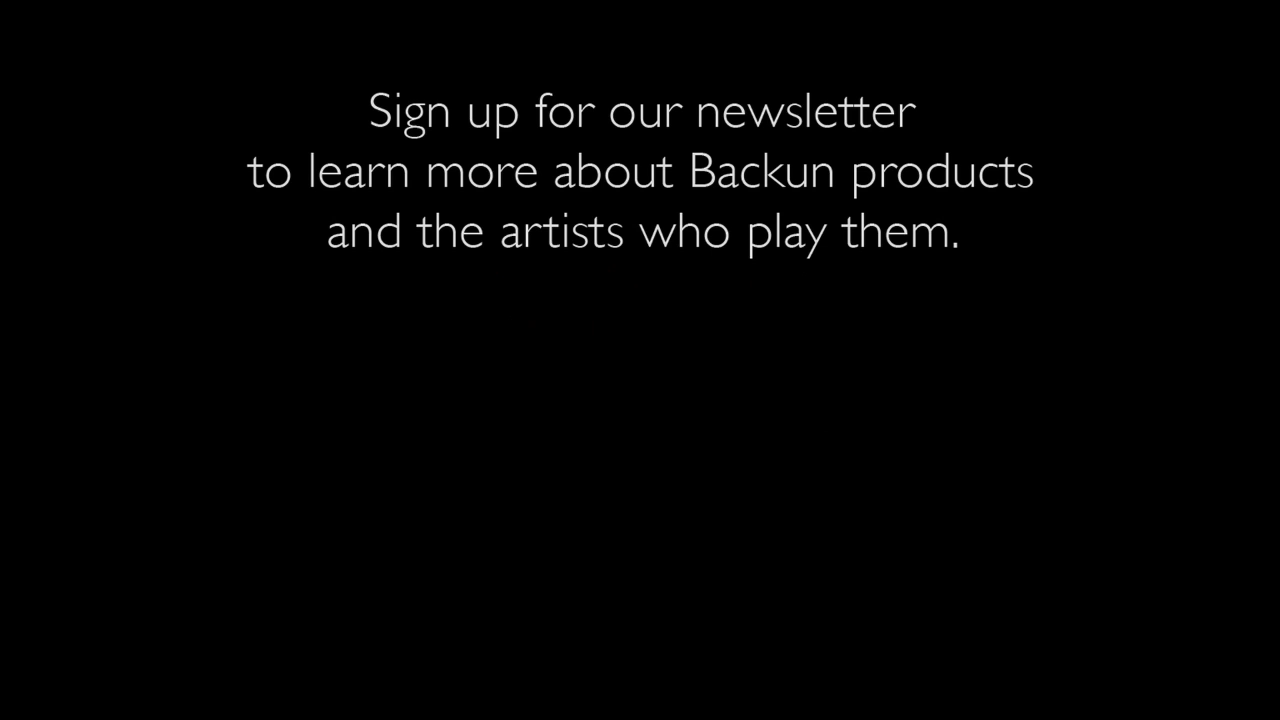 Sign up for our newsletter
to learn more about Backun products
and the artists who play them.